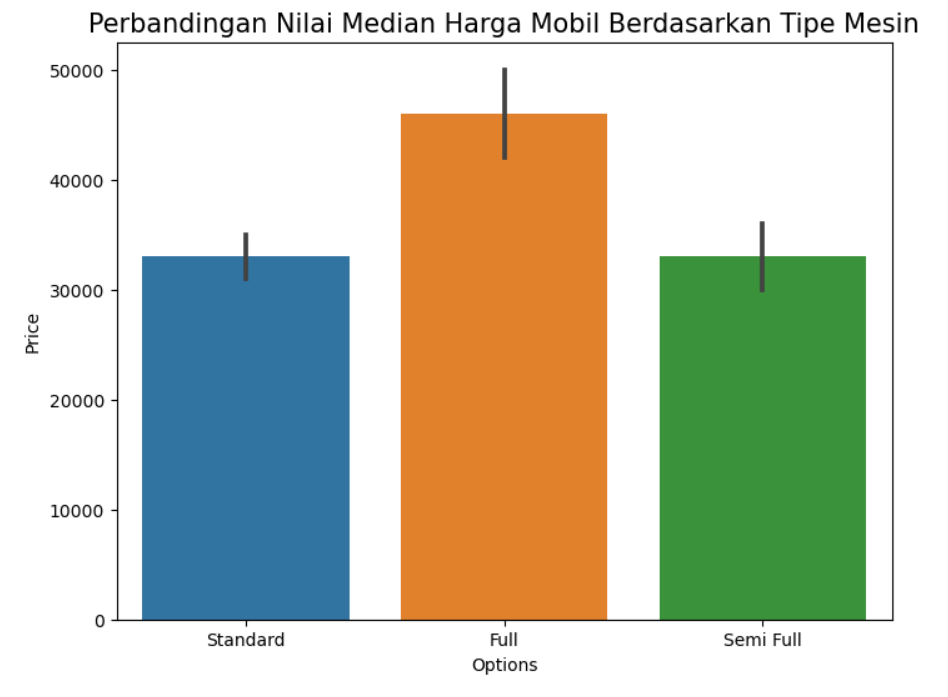 Perbandingan Nilai Median Harga Mobil Berdasarkan Tipe Mesin
50000
40000
30000
20000
10000
0
Price
Standard
Full
Semi Full
Options